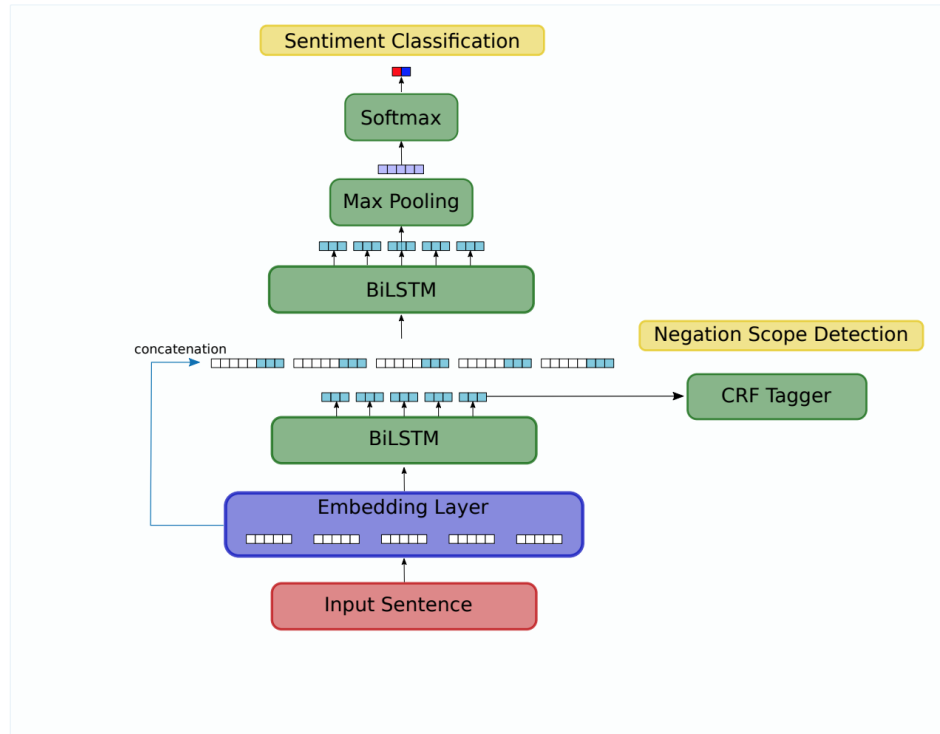 Sentiment Classification
Softmax
Max Pooling
BiLSTM
Negation Scope Detection
concatenation
CRF Tagger
BiLSTM
Embedding Layer
Input Sentence